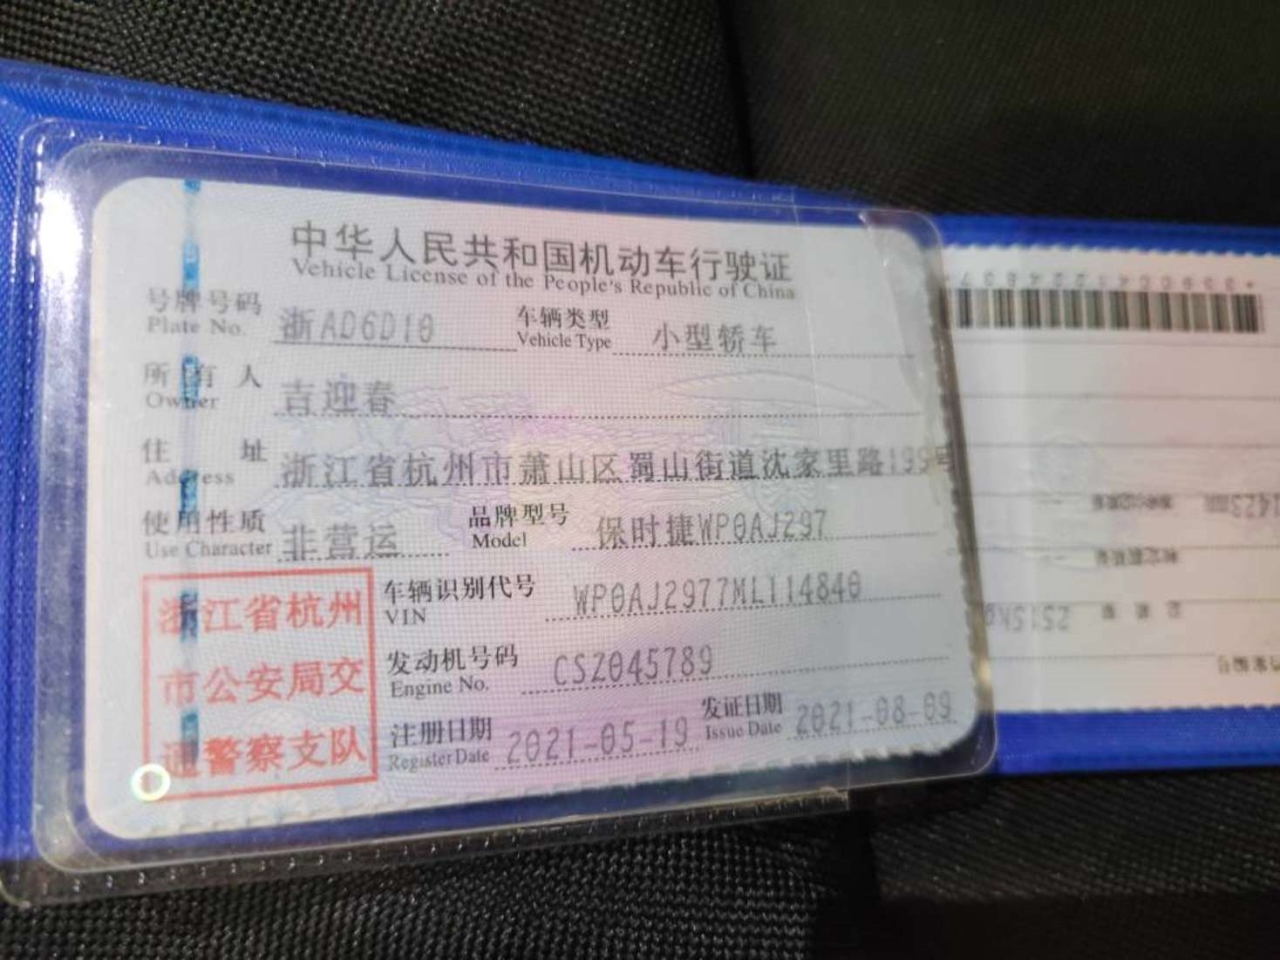 中华人民共和国机动车行驶证
Vehicle License of the People's Republic of China
号牌号码 浙AD6D10 车辆类型 小型轿车
Plate No. Vehicle Type
所有人 吉迎春
Owner
住址 浙江省杭州市萧山区蜀山街道沈家里路199号
Address
使用性质 非营运 品牌型号 保时捷WP0AJ297
Use Character Model
车辆识别代号 WP0AJ2977ML114840
VIN
发动机号码 CSZ045789
Engine No.
注册日期 2021-05-19 发证日期 2021-08-09
Register Date Issue Date
浙江省杭州
市公安局交
通警察支队